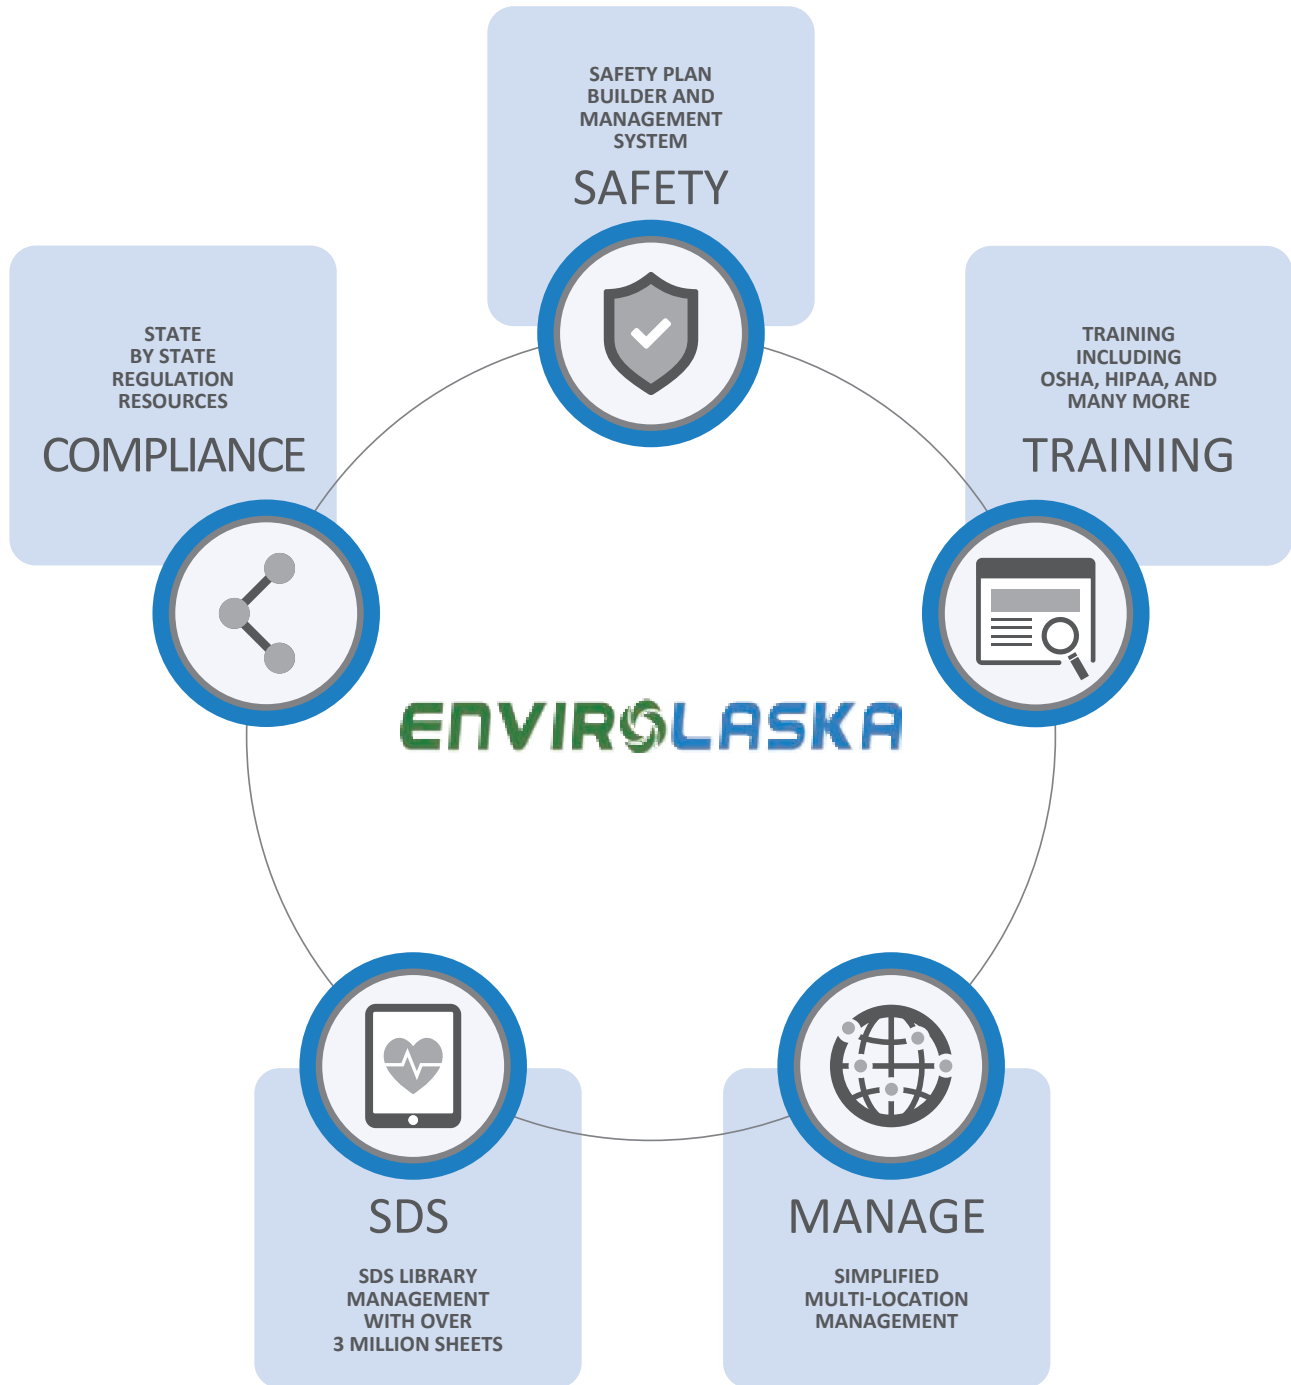 SAFETY PLAN
BUILDER AND
MANAGEMENT
SYSTEM
SAFETY
STATE
BY STATE
REGULATION
RESOURCES
COMPLIANCE
TRAINING
INCLUDING
OSHA, HIPAA, AND
MANY MORE
TRAINING
ENVIROLASKA
SDS
SDS LIBRARY
MANAGEMENT
WITH OVER
3 MILLION SHEETS
MANAGE
SIMPLIFIED
MULTI-LOCATION
MANAGEMENT